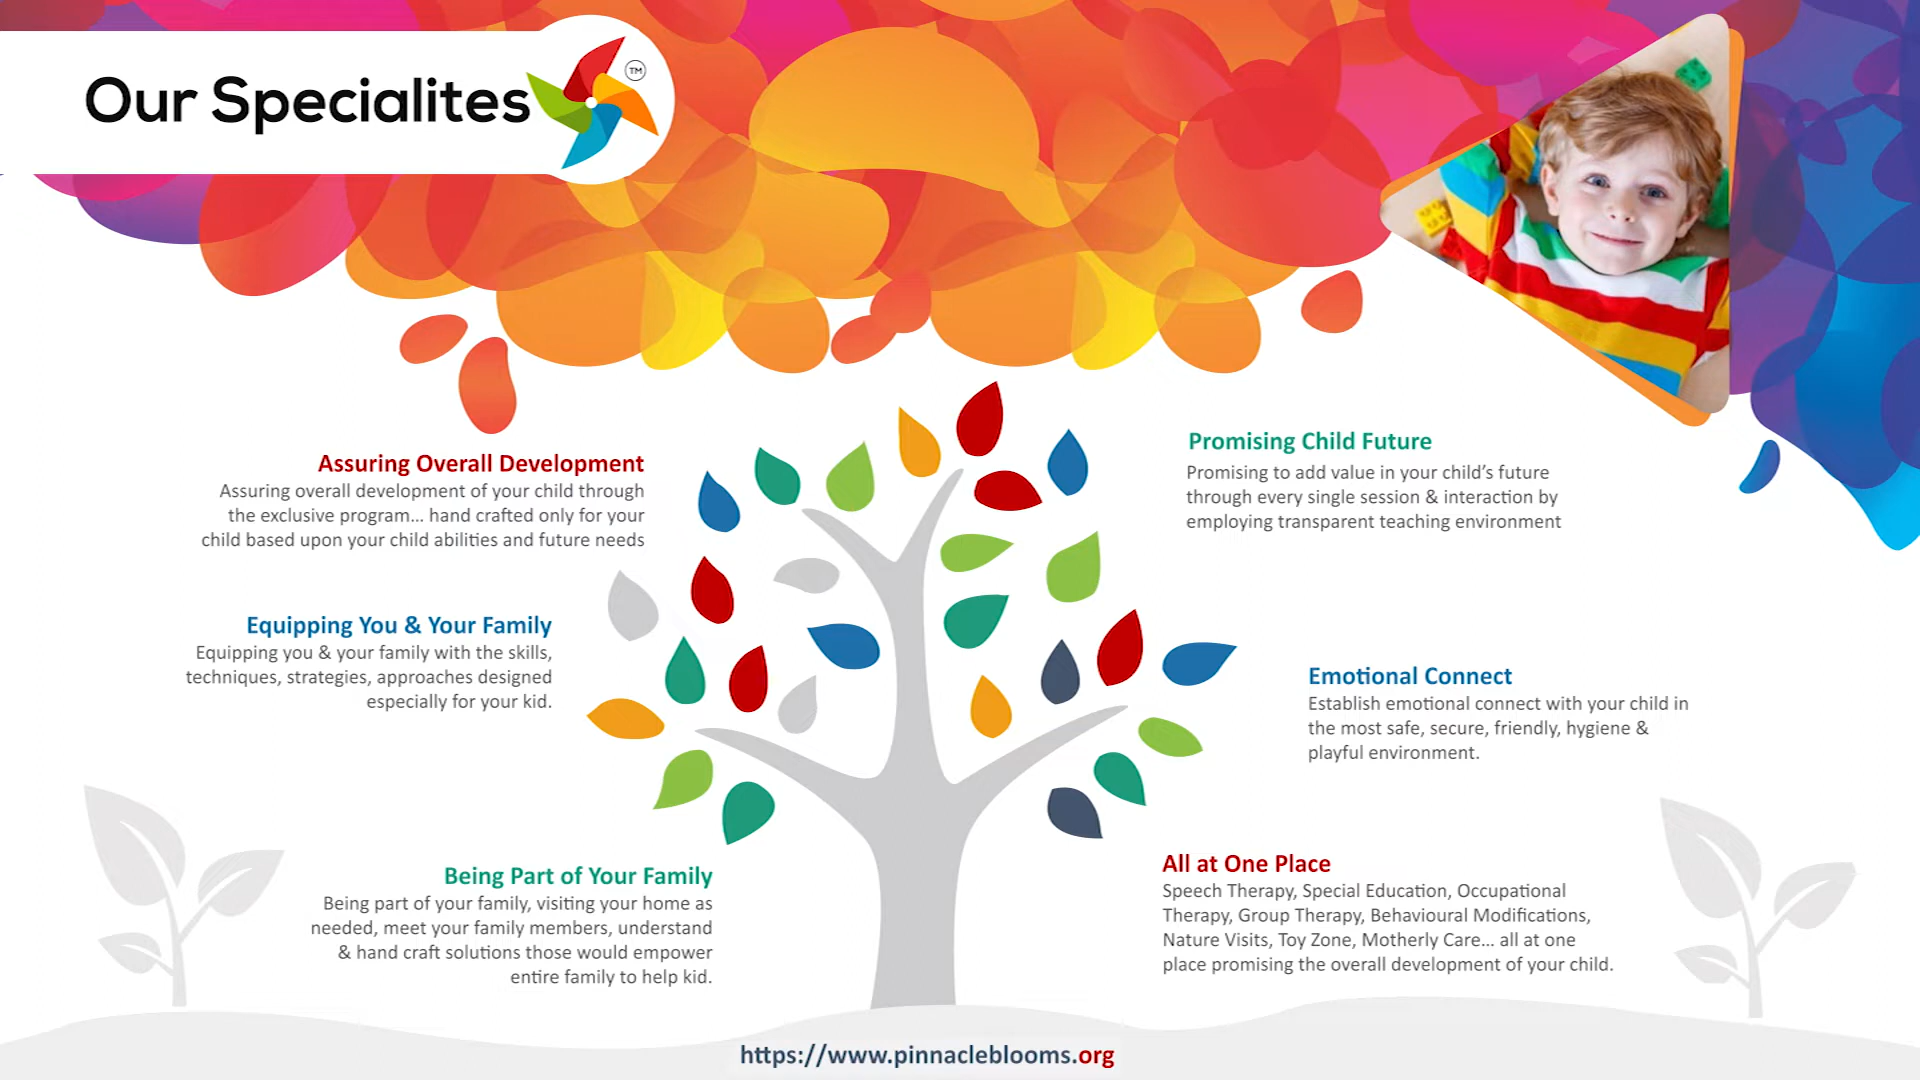 Our Specialites
TM
Assuring Overall Development
Assuring overall development of your child through
the exclusive program... hand crafted only for your
child based upon your child abilities and future needs
Equipping You & Your Family
Equipping you & your family with the skills,
techniques, strategies, approaches designed
especially for your kid.
Being Part of Your Family
Being part of your family, visiting your home as
needed, meet your family members, understand
& hand craft solutions those would empower
entire family to help kid.
Promising Child Future
Promising to add value in your child's future
through every single session & interaction by
employing transparent teaching environment
Emotional Connect
Establish emotional connect with your child in
the most safe, secure, friendly, hygiene &
playful environment.
All at One Place
Speech Therapy, Special Education, Occupational
Therapy, Group Therapy, Behavioural Modifications,
Nature Visits, Toy Zone, Motherly Care... all at one
place promising the overall development of your child.
https://www.pinnacleblooms.org